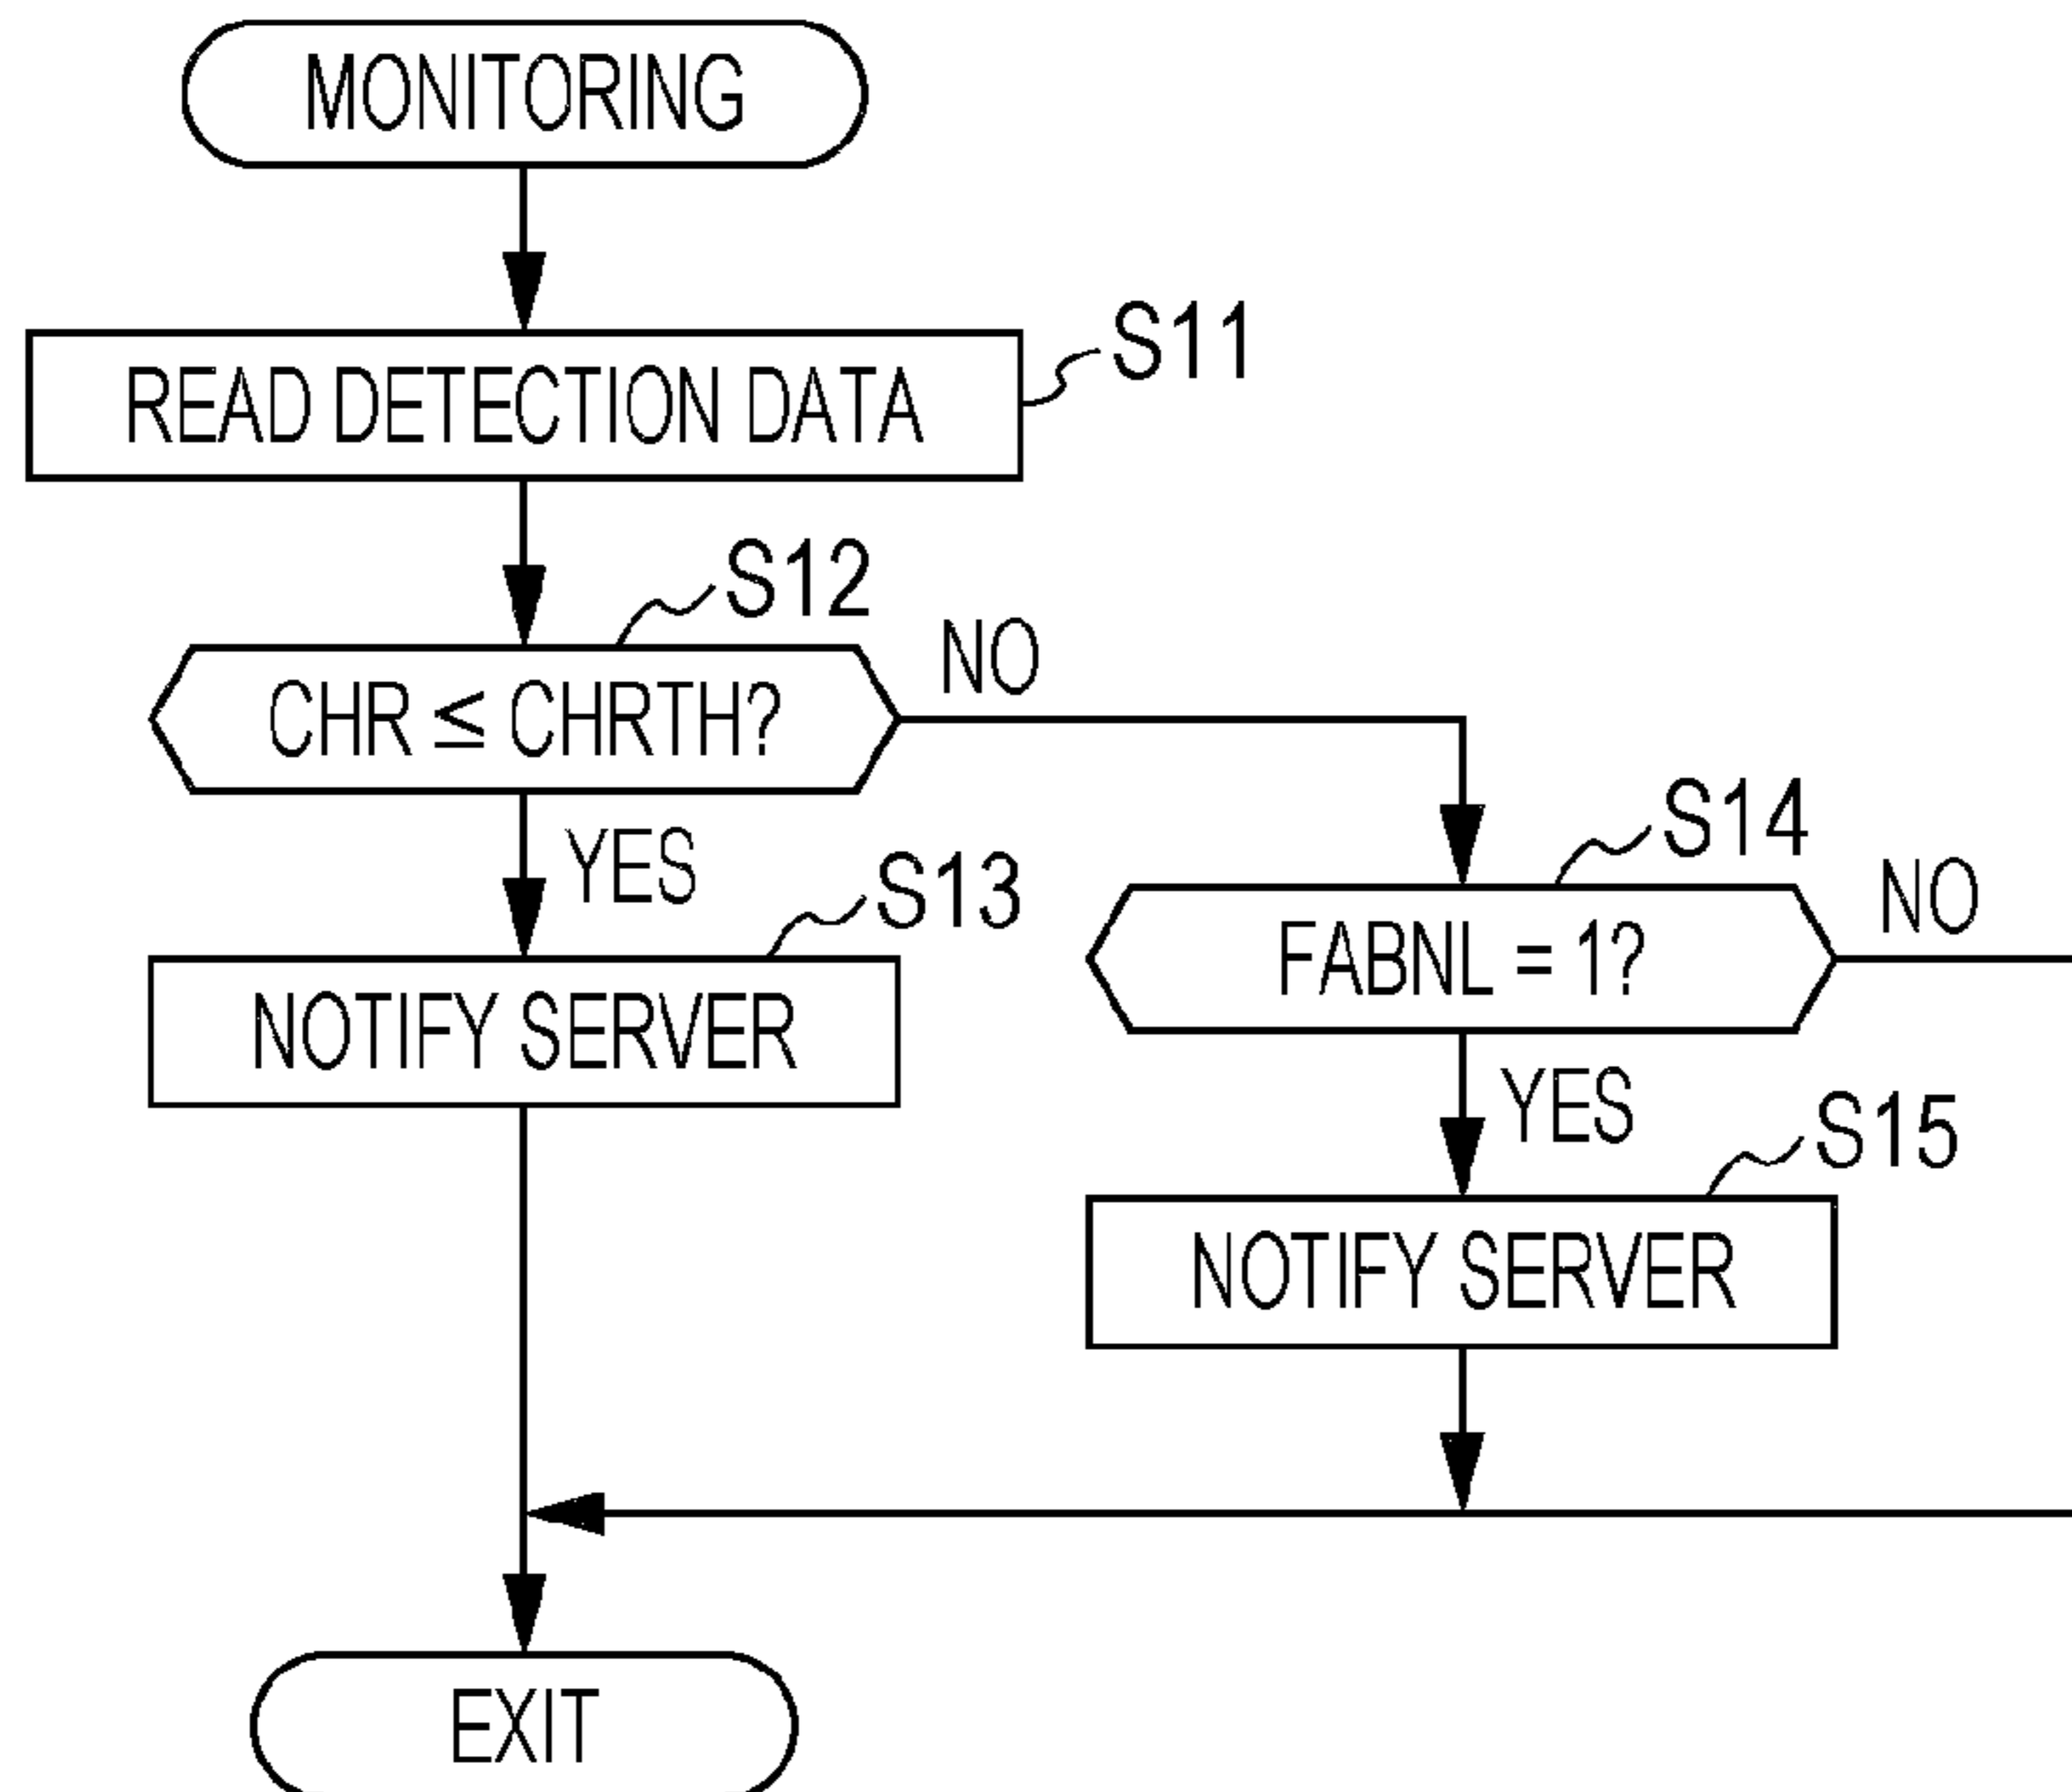 MONITORING
READ DETECTION DATA
S11
S12
CHR ≤ CHRTH?
NO
YES
S13
NOTIFY SERVER
S14
FABNL = 1?
NO
YES
S15
NOTIFY SERVER
EXIT